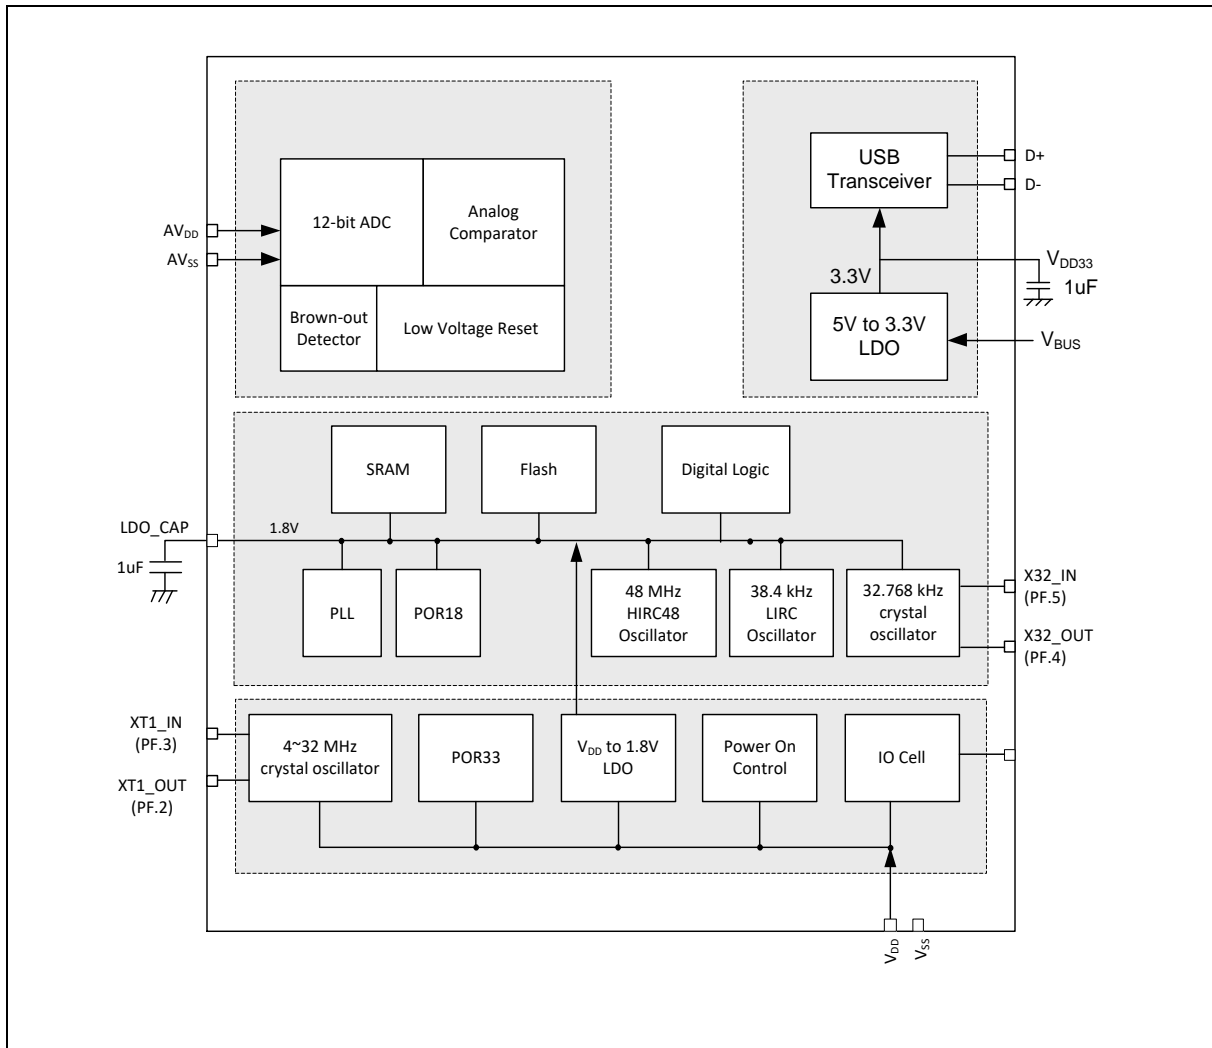 12-bit ADC
Analog
Comparator
Brown-out
Detector
Low Voltage Reset
AVDD
AVSS
USB
Transceiver
D+
D-
3.3V
VDD33
1uF
5V to 3.3V
LDO
VBUS
SRAM
Flash
Digital Logic
LDO_CAP
1.8V
1uF
PLL
POR18
48 MHz
HIRC48
Oscillator
38.4 kHz
LIRC
Oscillator
32.768 kHz
crystal
oscillator
X32_IN
(PF.5)
X32_OUT
(PF.4)
XT1_IN
(PF.3)
XT1_OUT
(PF.2)
4~32 MHz
crystal oscillator
POR33
VDD to 1.8V
LDO
Power On
Control
IO Cell
VDD
VSS